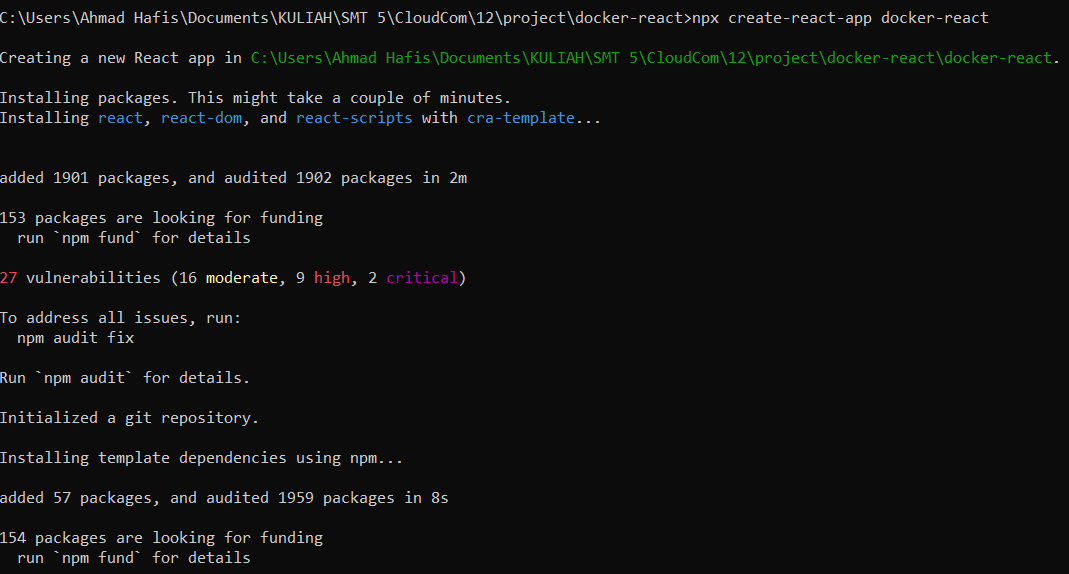 C:\Users\Ahmad Hafis\Documents\KULIAH\SMT 5\CloudCom\12\project\docker-react>npx create-react-app docker-react
Creating a new React app in C:\Users\Ahmad Hafis\Documents\KULIAH\SMT 5\CloudCom\12\project\docker-react\docker-react.
Installing packages. This might take a couple of minutes.
Installing react, react-dom, and react-scripts with cra-template...
added 1901 packages, and audited 1902 packages in 2m
153 packages are looking for funding
  run `npm fund` for details
27 vulnerabilities (16 moderate, 9 high, 2 critical)
To address all issues, run:
  npm audit fix
Run `npm audit` for details.
Initialized a git repository.
Installing template dependencies using npm...
added 57 packages, and audited 1959 packages in 8s
154 packages are looking for funding
  run `npm fund` for details